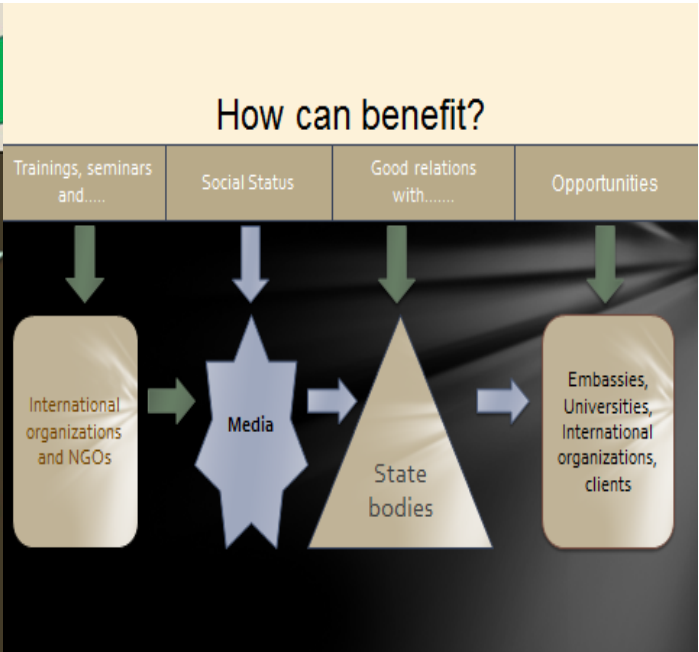 How can benefit?
Trainings, seminars
and.....
Social Status
Good relations
with.......
Opportunities
International
organizations
and NGOs
Media
State
bodies
Embassies,
Universities,
International
organizations,
clients